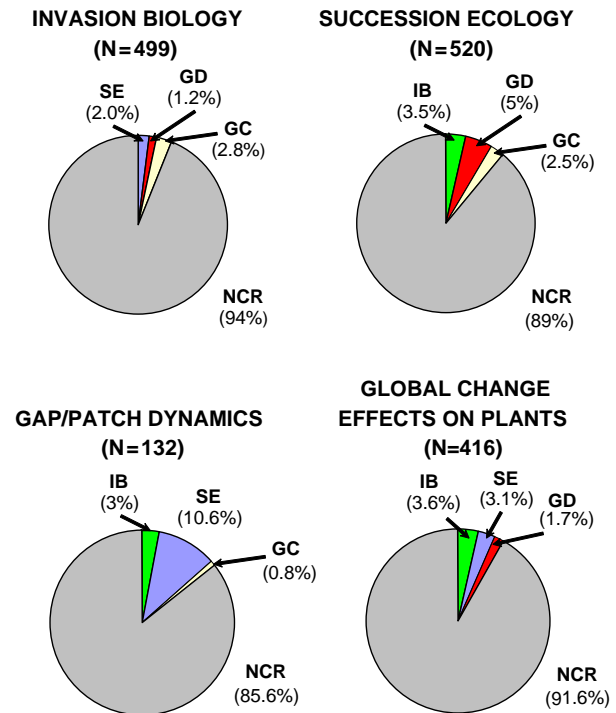 INVASION BIOLOGY
(N=499)
SE
(2.0%)
GD
(1.2%)
GC
(2.8%)
NCR
(94%)
SUCCESSION ECOLOGY
(N=520)
IB
(3.5%)
GD
(5%)
GC
(2.5%)
NCR
(89%)
GAP/PATCH DYNAMICS
(N=132)
IB
(3%)
SE
(10.6%)
GC
(0.8%)
NCR
(85.6%)
GLOBAL CHANGE
EFFECTS ON PLANTS
(N=416)
IB
(3.6%)
SE
(3.1%)
GD
(1.7%)
NCR
(91.6%)